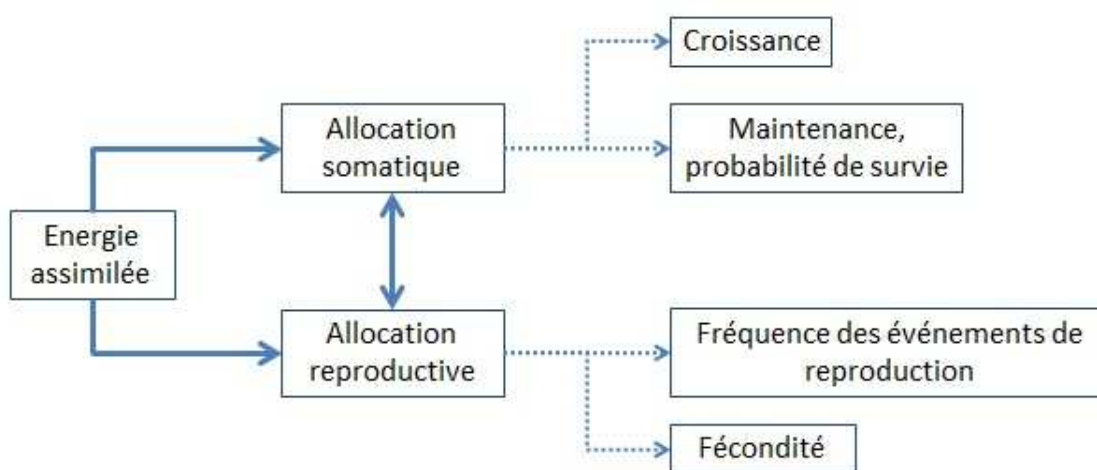 Croissance
Allocation
somatique
Maintenance,
probabilité de survie
Energie
assimilée
Allocation
reproductive
Fréquence des événements de
reproduction
Fécondité